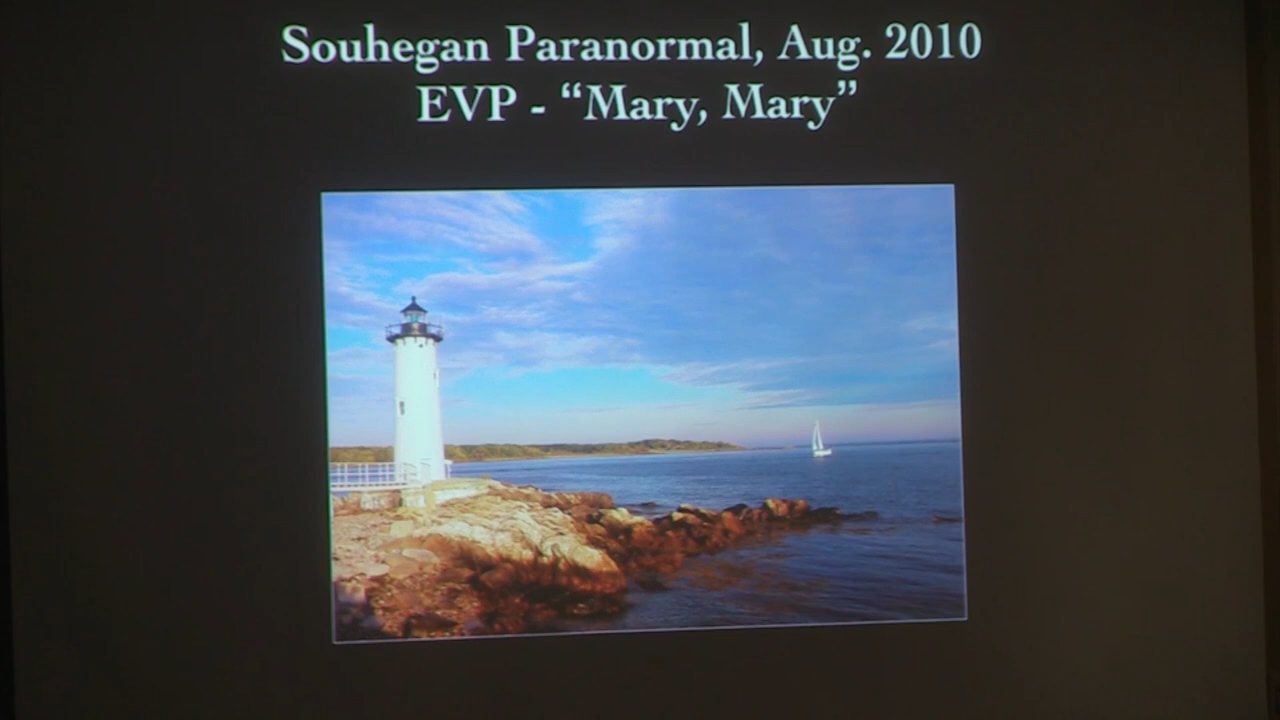 Souhegan Paranormal, Aug. 2010
EVP - “Mary, Mary”